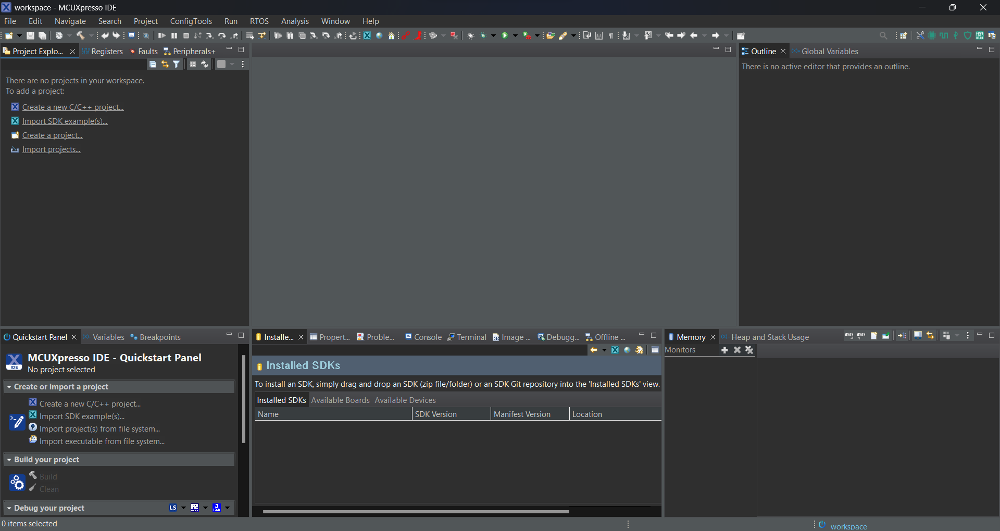 workspace - MCUXpresso IDE
File Edit Navigate Search Project ConfigTools Run RTOS Analysis Window Help
Project Explo... Registers Faults Peripherals+
There are no projects in your workspace.
To add a project:
Create a new C/C++ project...
Import SDK example(s)...
Create a project...
Import projects...
Outline Global Variables
There is no active editor that provides an outline.
Quickstart Panel Variables Breakpoints
IDE
MCUXpresso IDE - Quickstart Panel
No project selected
Create or import a project
Create a new C/C++ project...
Import SDK example(s)...
Import project(s) from file system...
Import executable from file system...
Build your project
Build
Clean
Debug your project LS
Installe... Propert... Proble... Console Terminal Image ... Debugg... Offline ...
Installed SDKs
To install an SDK, simply drag and drop an SDK (zip file/folder) or an SDK Git repository into the 'Installed SDKs' view.
Installed SDKs Available Boards Available Devices
Name SDK Version Manifest Version Location
Memory Heap and Stack Usage
Monitors
0 items selected
workspace